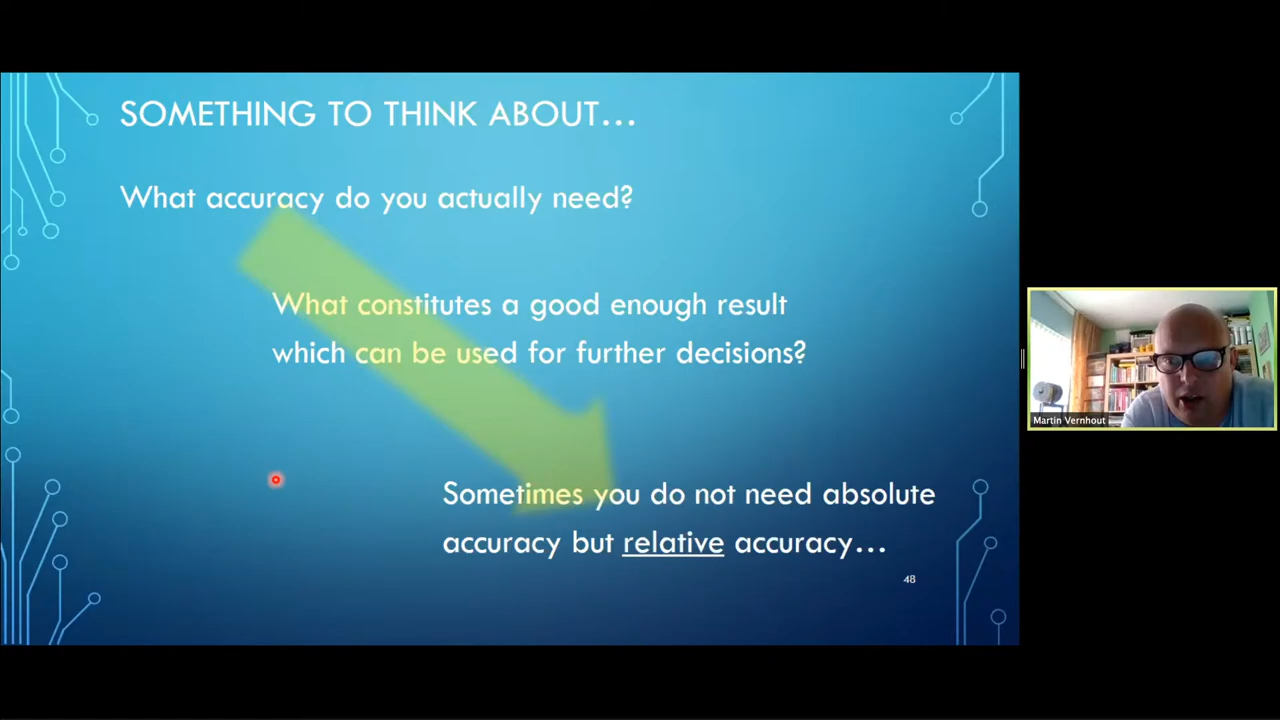 SOMETHING TO THINK ABOUT...
What accuracy do you actually need?
What constitutes a good enough result
which can be used for further decisions?
Sometimes you do not need absolute
accuracy but relative accuracy...
48
Martin Vernhout